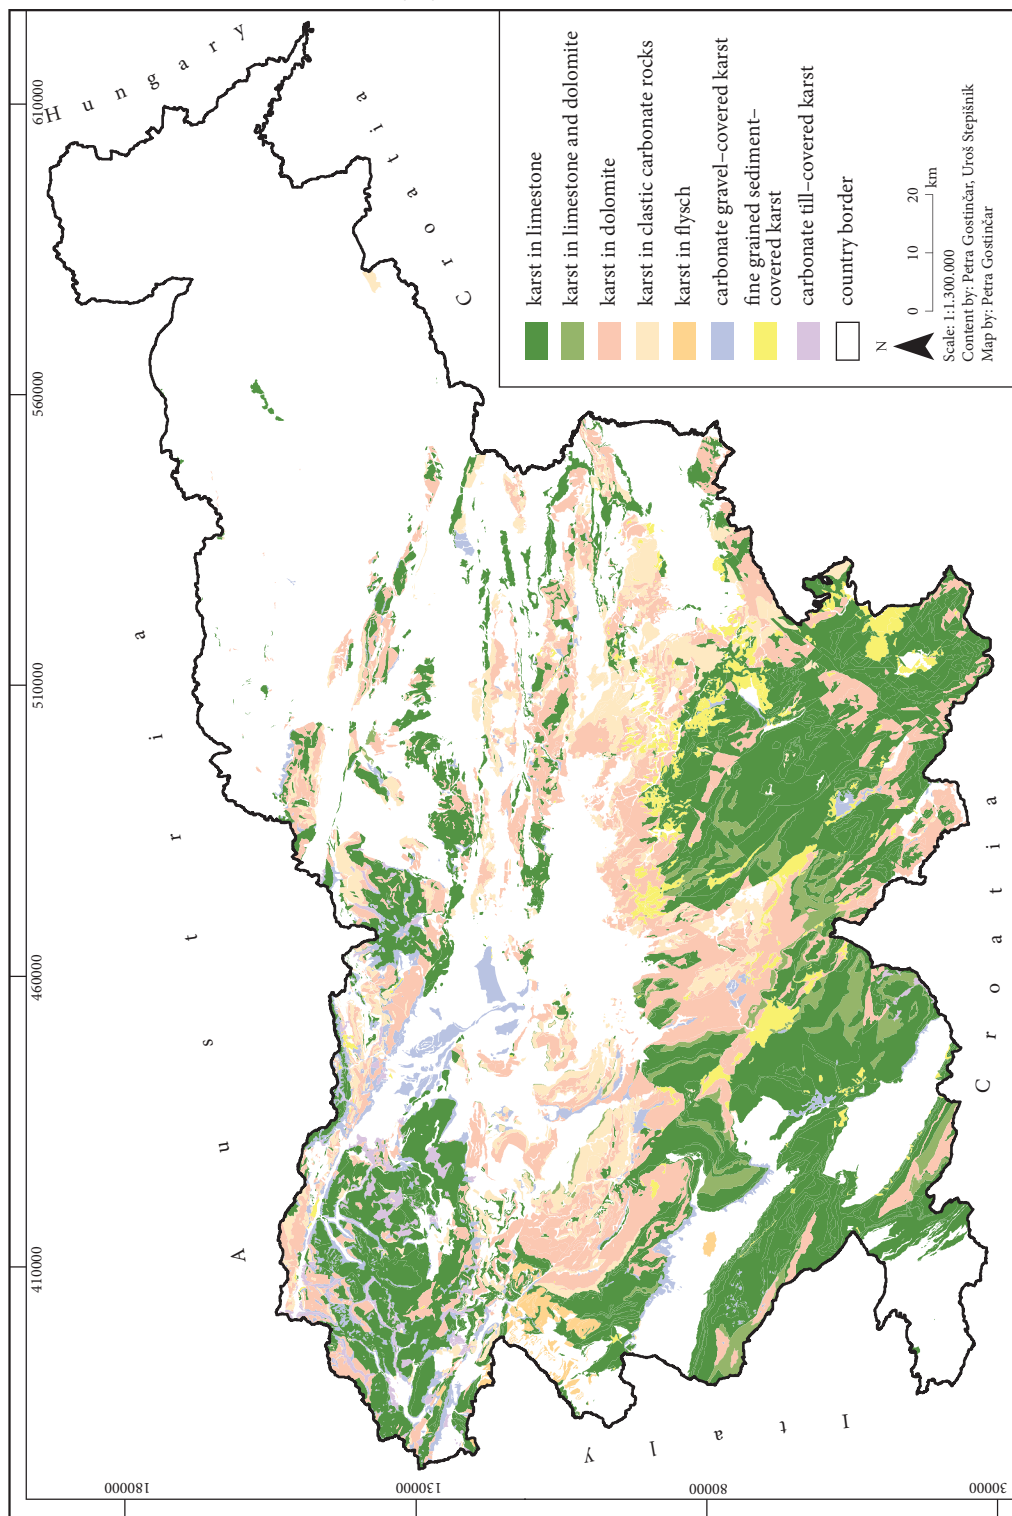 Hungary
Croatia
Austria
Italy
Croatia
610000
560000
510000
460000
410000
180000
130000
80000
30000
karst in limestone
karst in limestone and dolomite
karst in dolomite
karst in clastic carbonate rocks
karst in flysch
carbonate gravel–covered karst
fine grained sediment–
covered karst
carbonate till–covered karst
country border
N
0 10 20
km
Scale: 1:1.300.000
Content by: Petra Gostinčar, Uroš Stepišnik
Map by: Petra Gostinčar